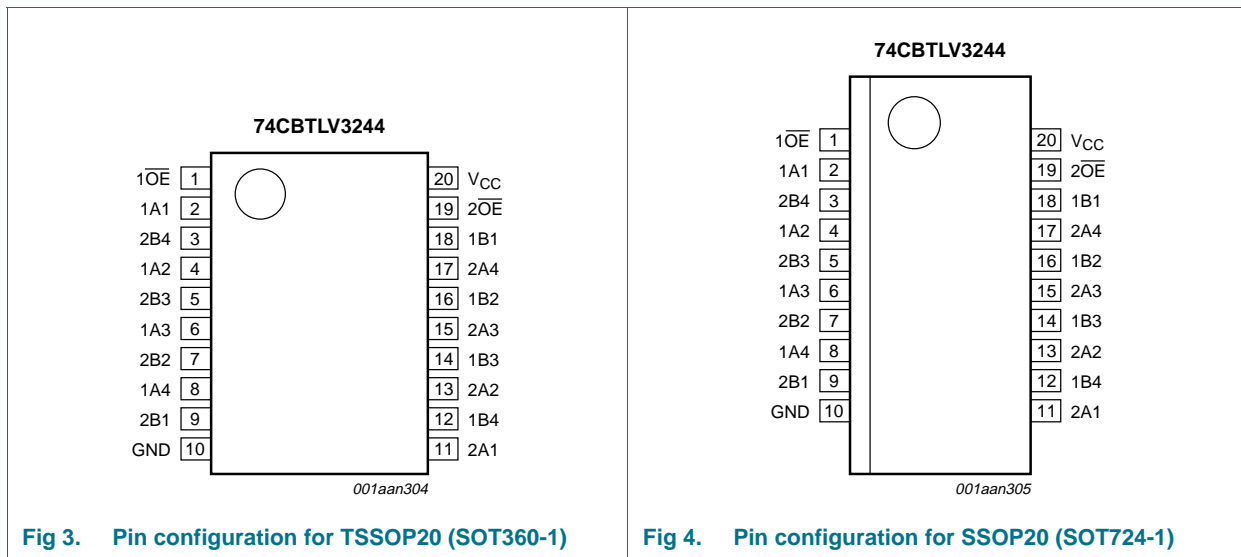 74CBTLV3244
1OE 1 20 VCC
1A1 2 19 2OE
2B4 3 18 1B1
1A2 4 17 2A4
2B3 5 16 1B2
1A3 6 15 2A3
2B2 7 14 1B3
1A4 8 13 2A2
2B1 9 12 1B4
GND 10 11 2A1
001aan304
Fig 3. Pin configuration for TSSOP20 (SOT360-1)
74CBTLV3244
1OE 1 20 VCC
1A1 2 19 2OE
2B4 3 18 1B1
1A2 4 17 2A4
2B3 5 16 1B2
1A3 6 15 2A3
2B2 7 14 1B3
1A4 8 13 2A2
2B1 9 12 1B4
GND 10 11 2A1
001aan305
Fig 4. Pin configuration for SSOP20 (SOT724-1)